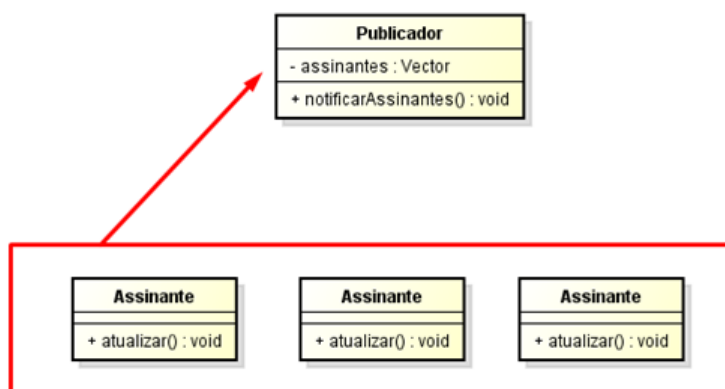 Publicador
- assinantes : Vector
+ notificarAssinantes() : void
Assinante
+ atualizar() : void
Assinante
+ atualizar() : void
Assinante
+ atualizar() : void